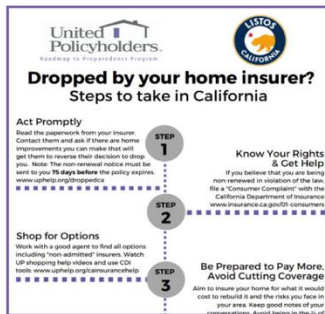 United
Policyholders.
Roadmap to Preparedness Program
LISTOS
CALIFORNIA
Dropped by your home insurer?
Steps to take in California
Act Promptly
Read the paperwork from your insurer.
Contact them and ask if there are home
improvements you can make that will
get them to reverse their decision to drop
you. Note: The non-renewal notice must be
sent to you 75 days before the policy expires.
www.uphelp.org/droppedca
STEP
1
Know Your Rights
& Get Help
If you believe that you are being
non renewed in violation of the law,
file a "Consumer Complaint" with the
California Department of Insurance
www.insurance.ca.gov/01-consumers
STEP
2
Shop for Options
Work with a good agent to find all options
including "non-admitted" insurers. Watch
UP shopping help videos and use CDI
tools www.uphelp.org/cainsurancehelp
STEP
3
Be Prepared to Pay More,
Avoid Cutting Coverage
Aim to insure your home for what it would
cost to rebuild it and the risks you face in
your area. Keep good notes of your
conversations. Avoid being in the